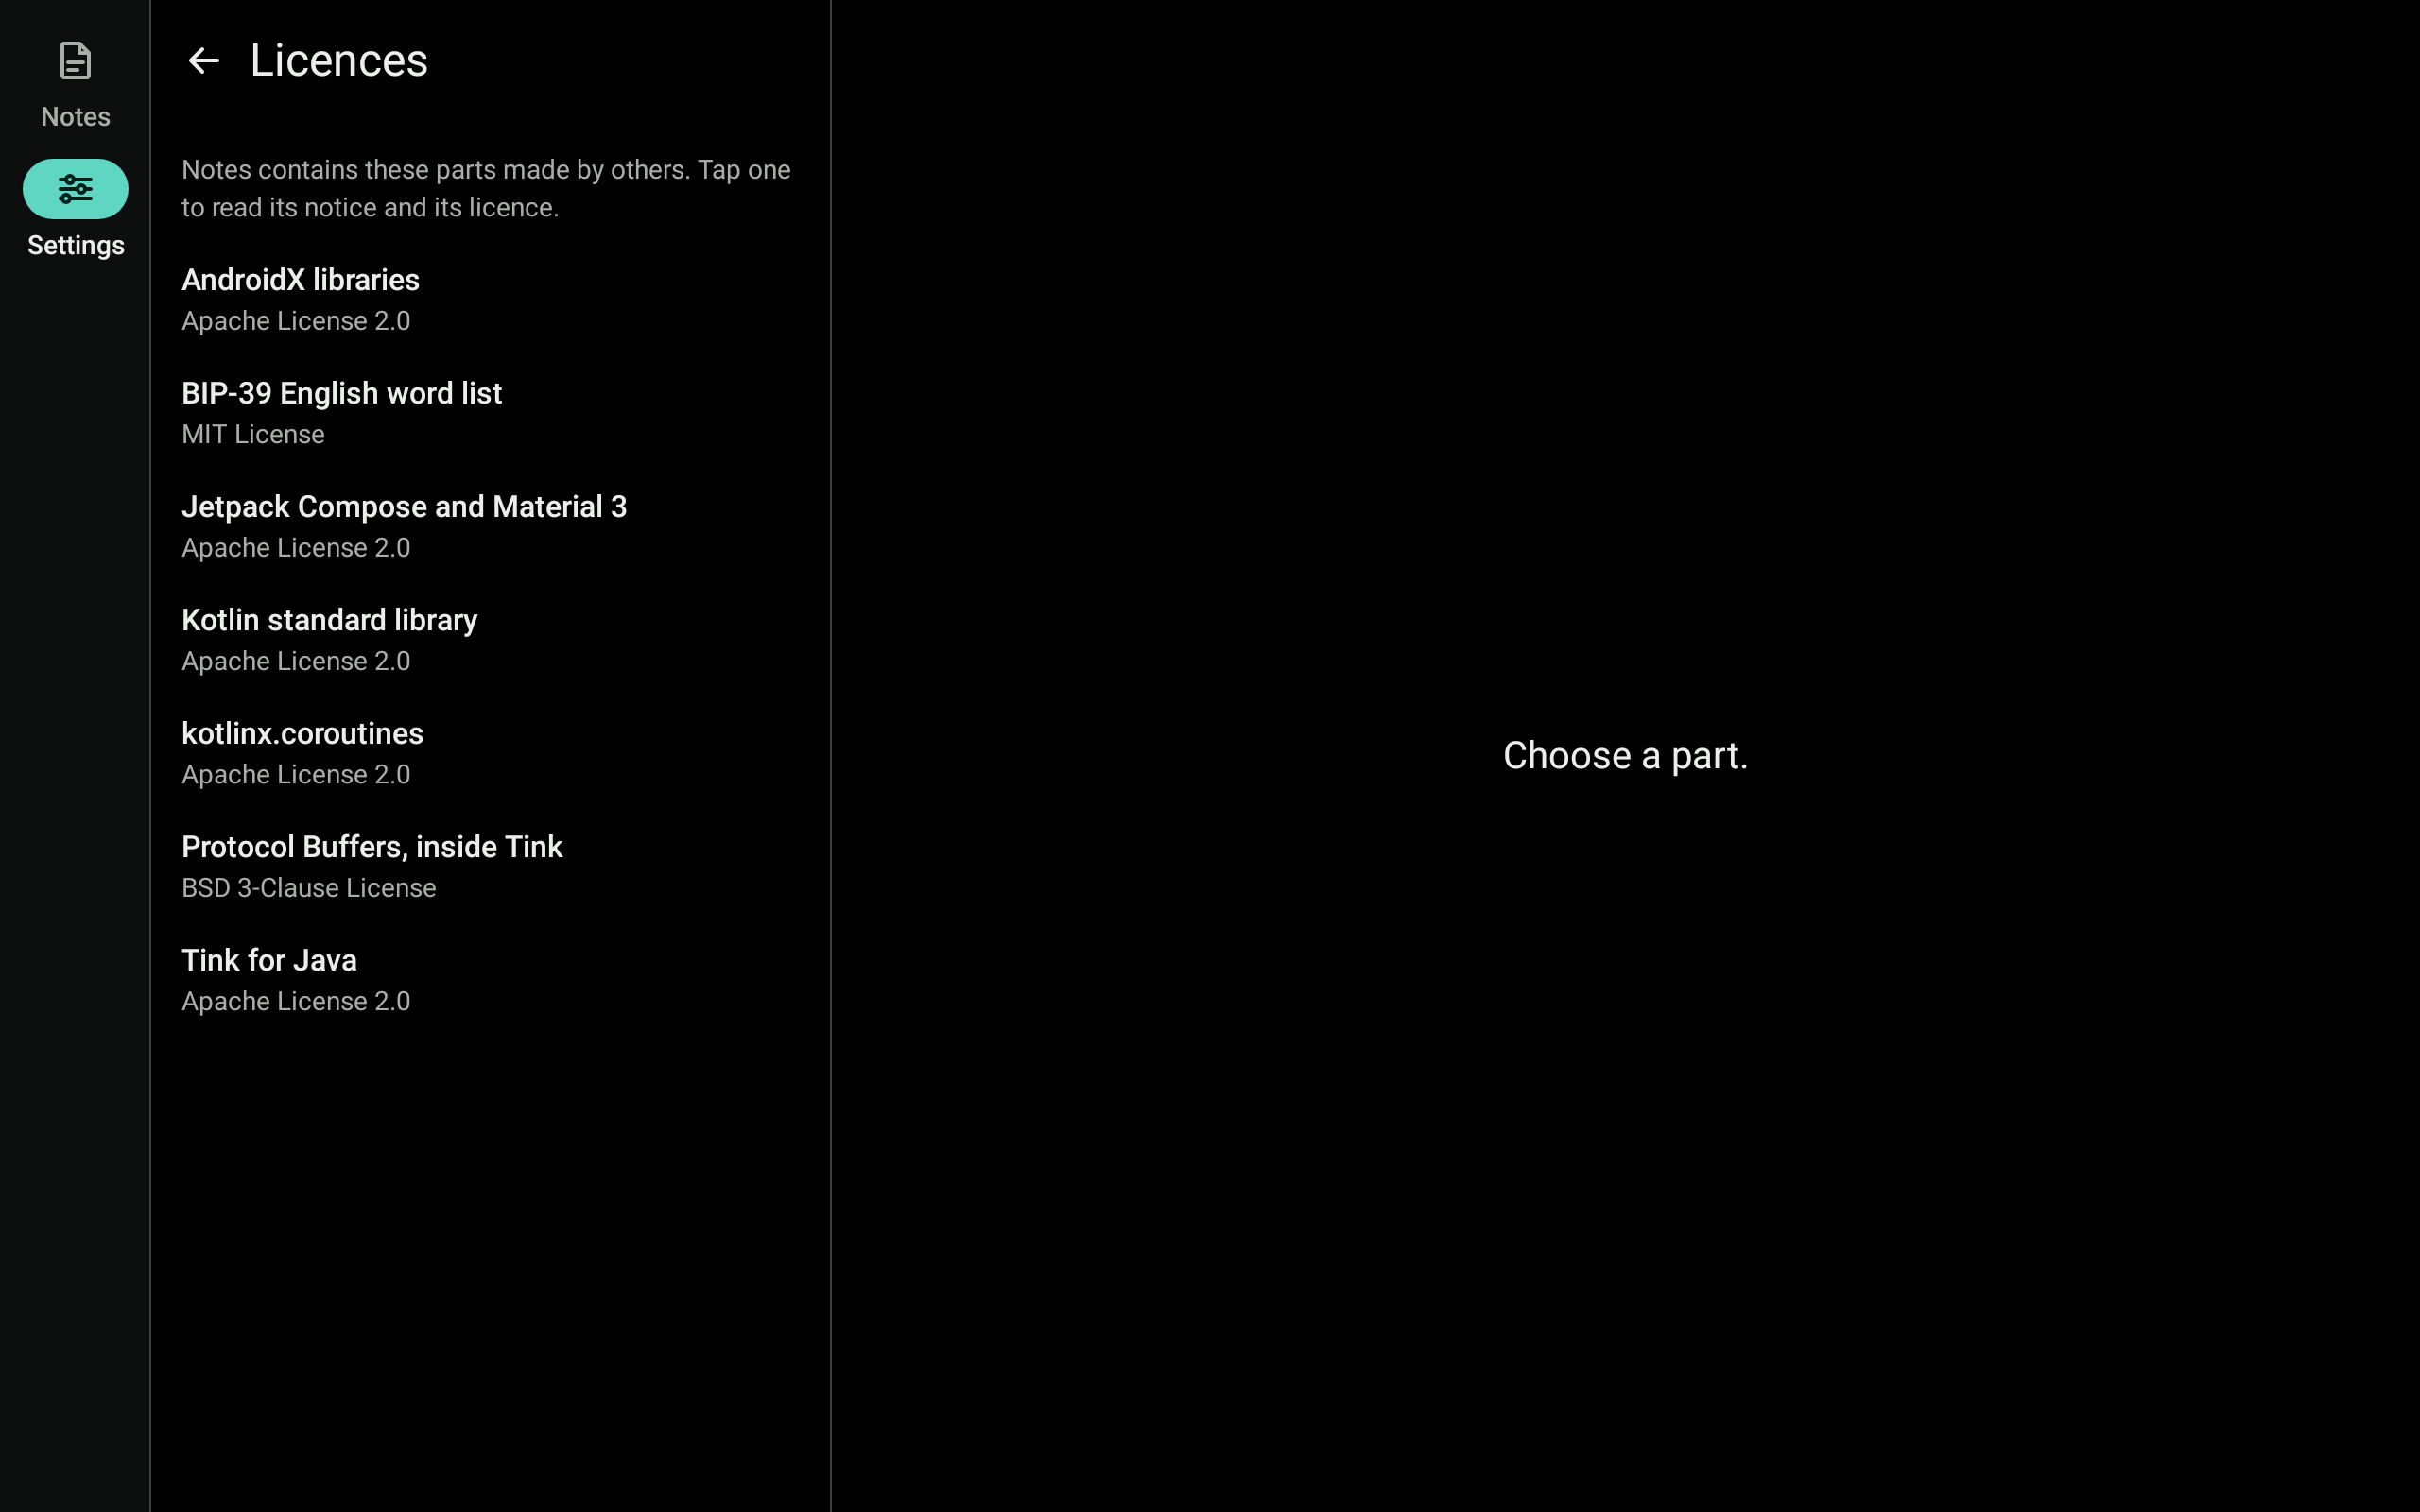 Notes
Settings
Licences
Notes contains these parts made by others. Tap one
to read its notice and its licence.
AndroidX libraries
Apache License 2.0
BIP-39 English word list
MIT License
Jetpack Compose and Material 3
Apache License 2.0
Kotlin standard library
Apache License 2.0
kotlinx.coroutines
Apache License 2.0
Protocol Buffers, inside Tink
BSD 3-Clause License
Tink for Java
Apache License 2.0
Choose a part.